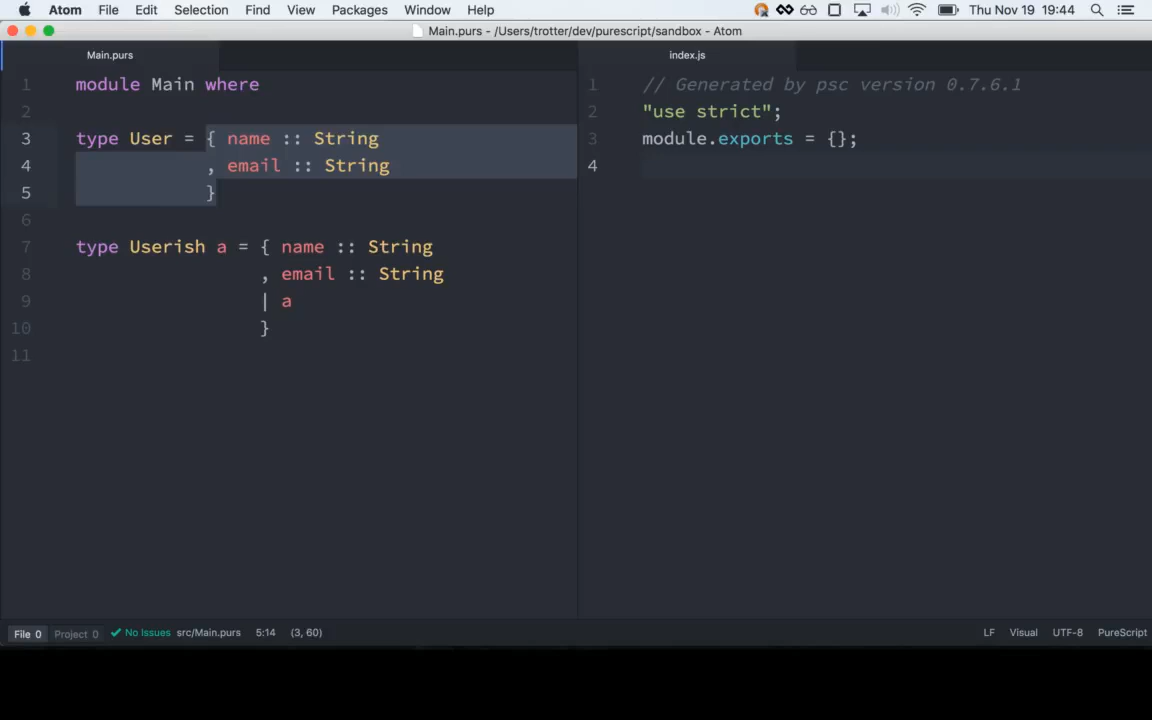 Atom File Edit Selection Find View Packages Window Help Thu Nov 19 19:44
Main.purs - /Users/trotter/dev/purescript/sandbox - Atom
Main.purs
1 module Main where
2
3 type User = { name :: String
4 , email :: String
5 }
6
7 type Userish a = { name :: String
8 , email :: String
9 | a
10 }
11
index.js
1 // Generated by psc version 0.7.6.1
2 "use strict";
3 module.exports = {};
4
File 0 Project 0 No Issues src/Main.purs 5:14 (3, 60) LF Visual UTF-8 PureScript